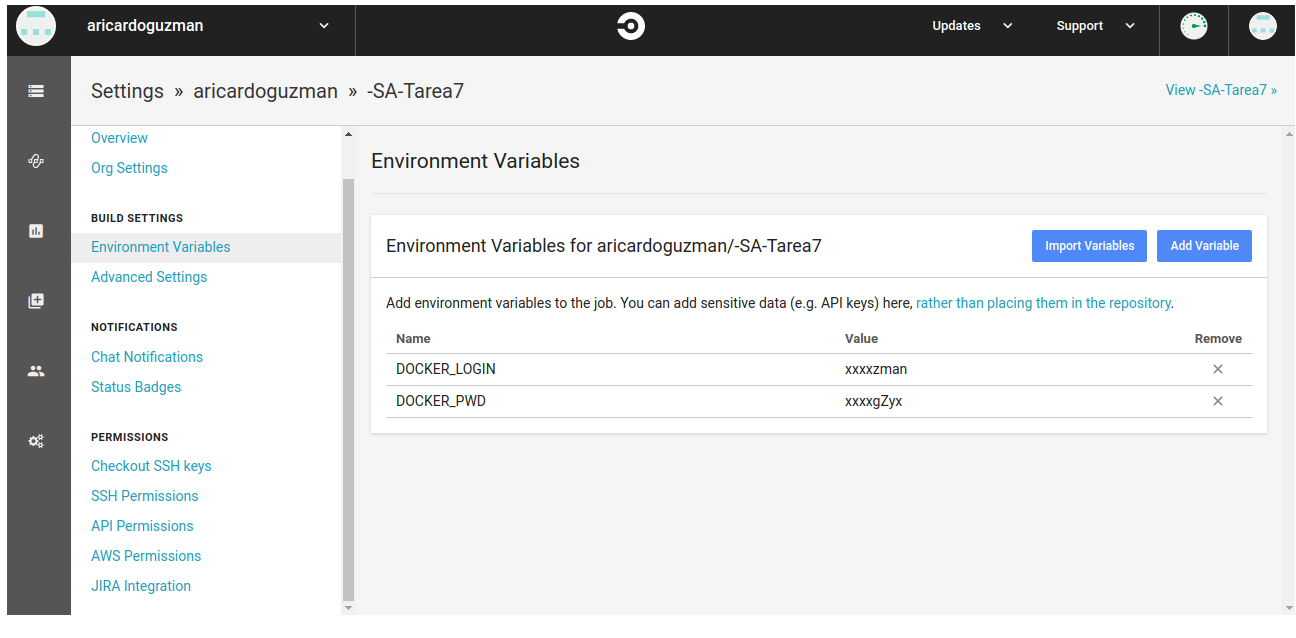 aricardoguzman
Updates
Support
Settings » aricardoguzman » -SA-Tarea7
View -SA-Tarea7 »
Overview
Org Settings
BUILD SETTINGS
Environment Variables
Advanced Settings
NOTIFICATIONS
Chat Notifications
Status Badges
PERMISSIONS
Checkout SSH keys
SSH Permissions
API Permissions
AWS Permissions
JIRA Integration
Environment Variables
Environment Variables for aricardoguzman/-SA-Tarea7
Import Variables
Add Variable
Add environment variables to the job. You can add sensitive data (e.g. API keys) here, rather than placing them in the repository.
Name Value Remove
DOCKER_LOGIN xxxxzman
DOCKER_PWD xxxxgZyx